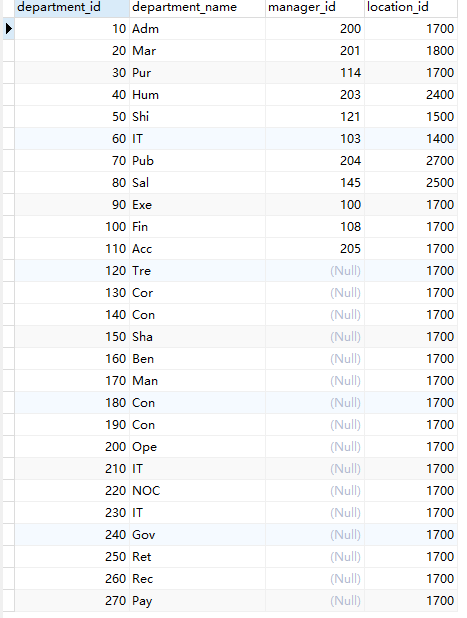 department_id department_name manager_id location_id
10 Adm 200 1700
20 Mar 201 1800
30 Pur 114 1700
40 Hum 203 2400
50 Shi 121 1500
60 IT 103 1400
70 Pub 204 2700
80 Sal 145 2500
90 Exe 100 1700
100 Fin 108 1700
110 Acc 205 1700
120 Tre (Null) 1700
130 Cor (Null) 1700
140 Con (Null) 1700
150 Sha (Null) 1700
160 Ben (Null) 1700
170 Man (Null) 1700
180 Con (Null) 1700
190 Con (Null) 1700
200 Ope (Null) 1700
210 IT (Null) 1700
220 NOC (Null) 1700
230 IT (Null) 1700
240 Gov (Null) 1700
250 Ret (Null) 1700
260 Rec (Null) 1700
270 Pay (Null) 1700